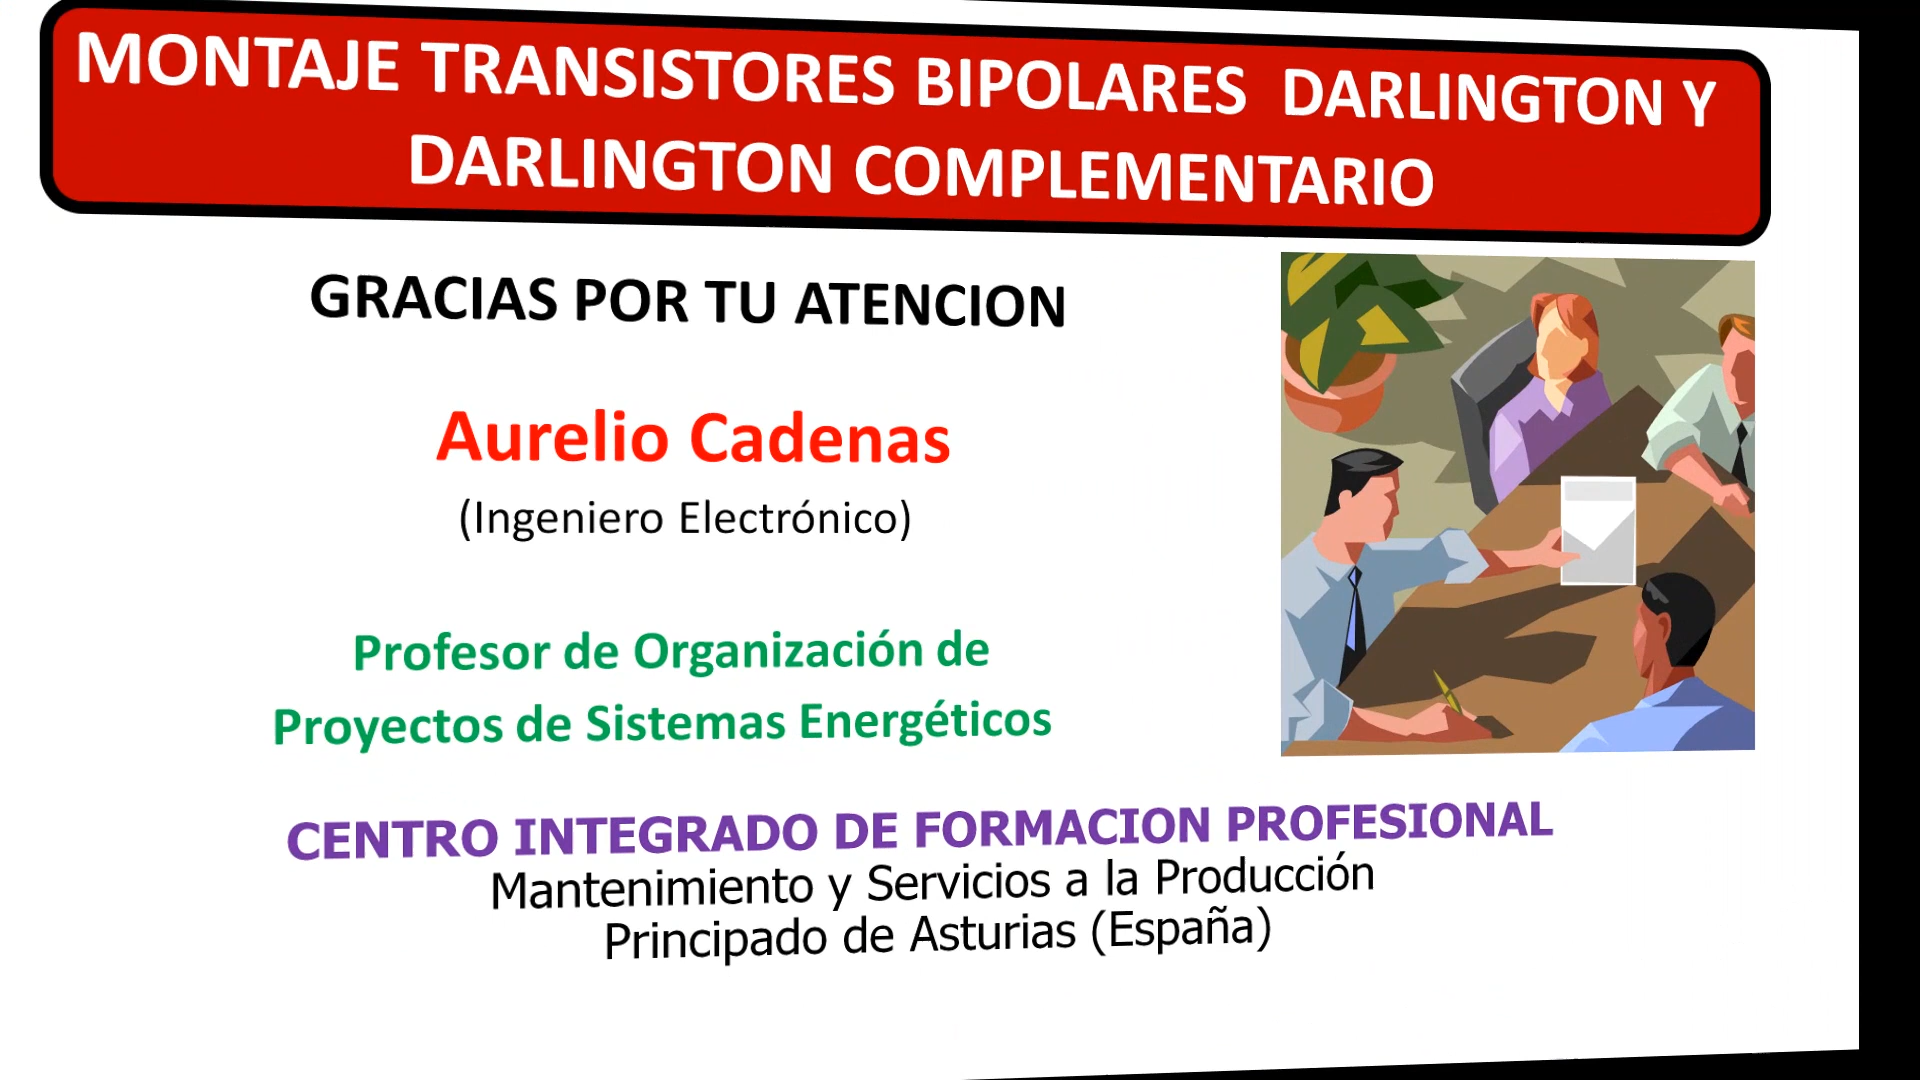 MONTAJE TRANSISTORES BIPOLARES DARLINGTON Y
DARLINGTON COMPLEMENTARIO
GRACIAS POR TU ATENCION
Aurelio Cadenas
(Ingeniero Electrónico)
Profesor de Organización de
Proyectos de Sistemas Energéticos
CENTRO INTEGRADO DE FORMACION PROFESIONAL
Mantenimiento y Servicios a la Producción
Principado de Asturias (España)